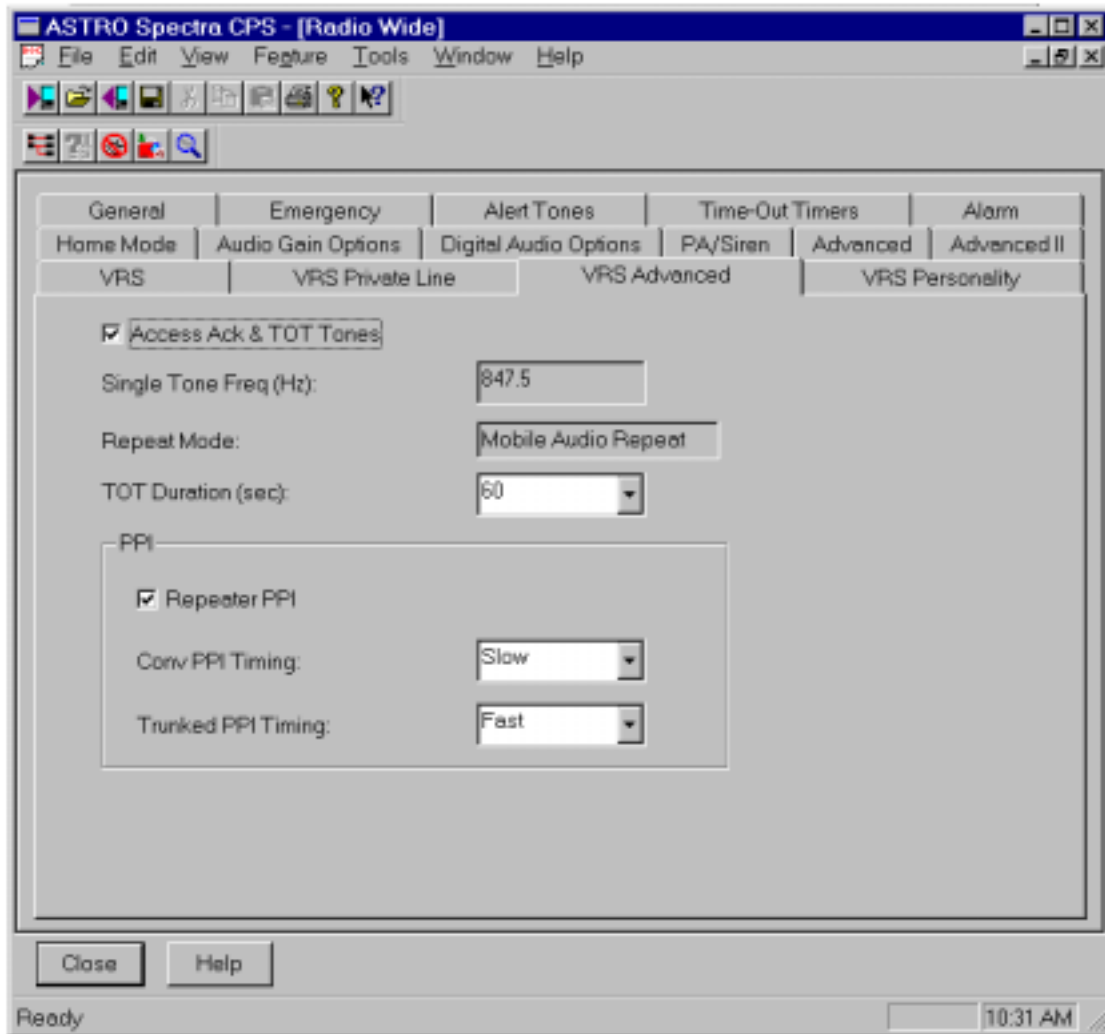 ASTRO Spectra CPS - [Radio Wide]
File Edit View Feature Tools Window Help
General Emergency Alert Tones Time-Out Timers Alarm
Home Mode Audio Gain Options Digital Audio Options PA/Siren Advanced Advanced II
VRS VRS Private Line VRS Advanced VRS Personality
Access Ack & TOT Tones
Single Tone Freq (Hz): 847.5
Repeat Mode: Mobile Audio Repeat
TOT Duration (sec): 60
PPI
Repeater PPI
Conv PPI Timing: Slow
Trunked PPI Timing: Fast
Close Help
Ready 10:31 AM